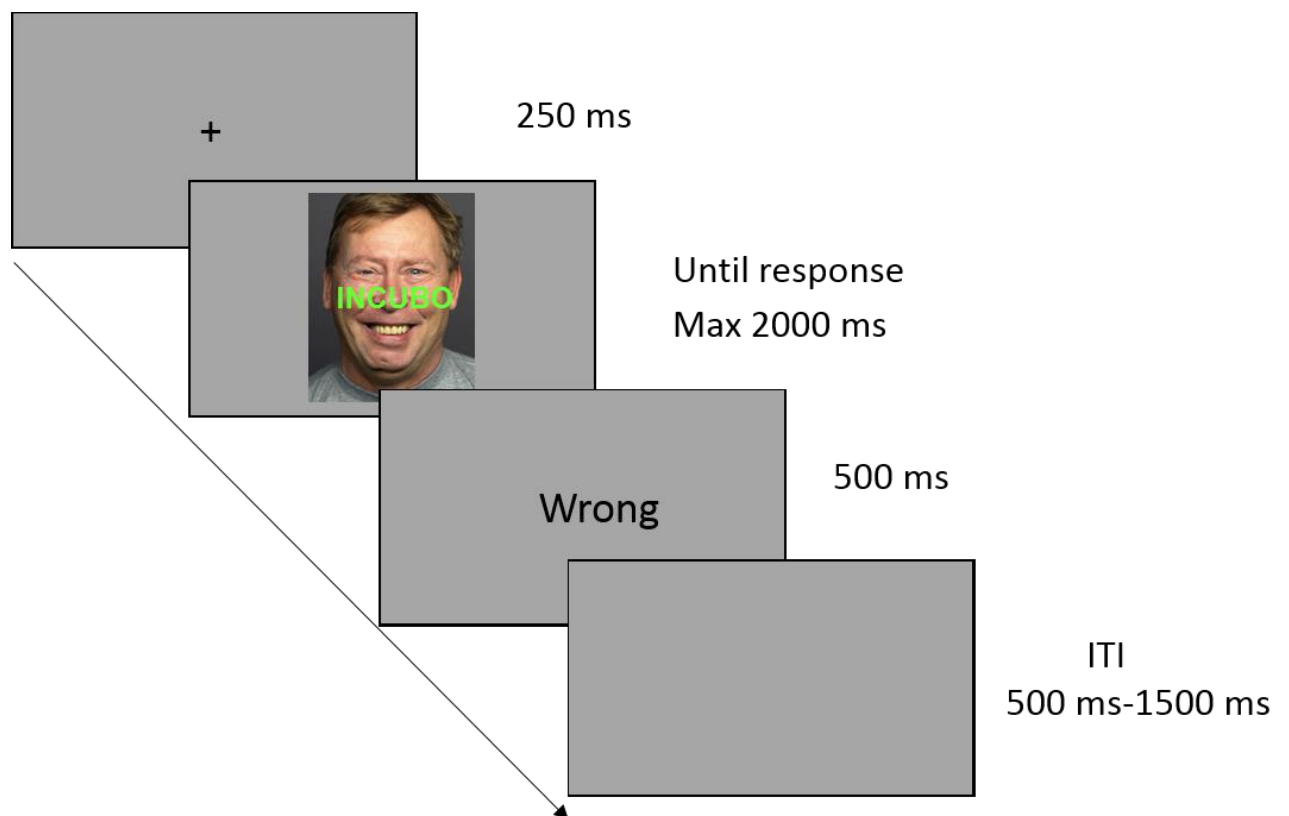 +
250 ms
INCUBO
Until response
Max 2000 ms
Wrong
500 ms
ITI
500 ms-1500 ms